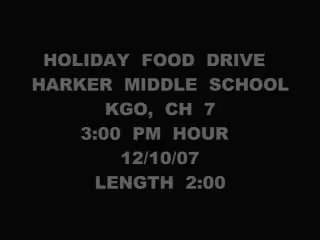 HOLIDAY FOOD DRIVE
HARKER MIDDLE SCHOOL
KGO, CH 7
3:00 PM HOUR
12/10/07
LENGTH 2:00